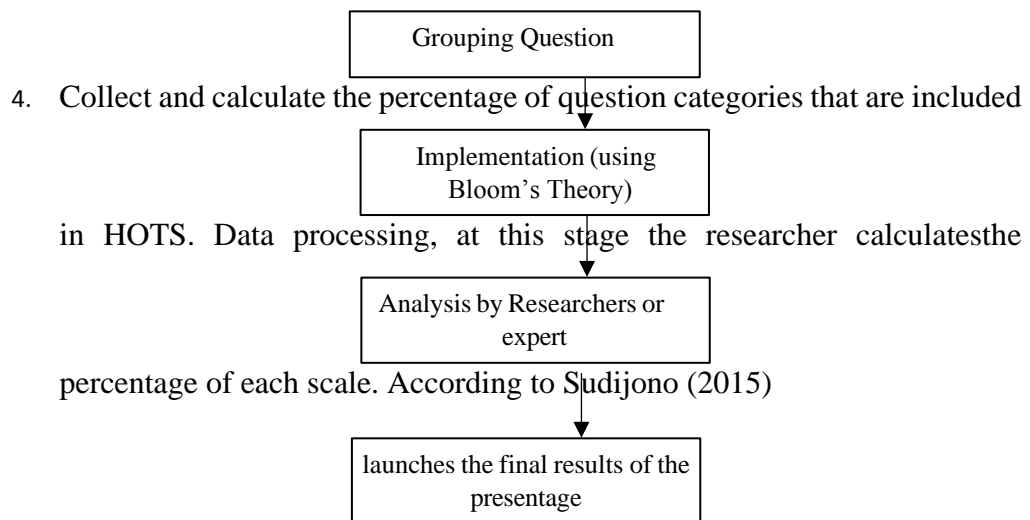 Grouping Question
4. Collect and calculate the percentage of question categories that are included
Implementation (using
Bloom’s Theory)
in HOTS. Data processing, at this stage the researcher calculatesthe
Analysis by Researchers or
expert
percentage of each scale. According to Sudijono (2015)
launches the final results of the
presentage